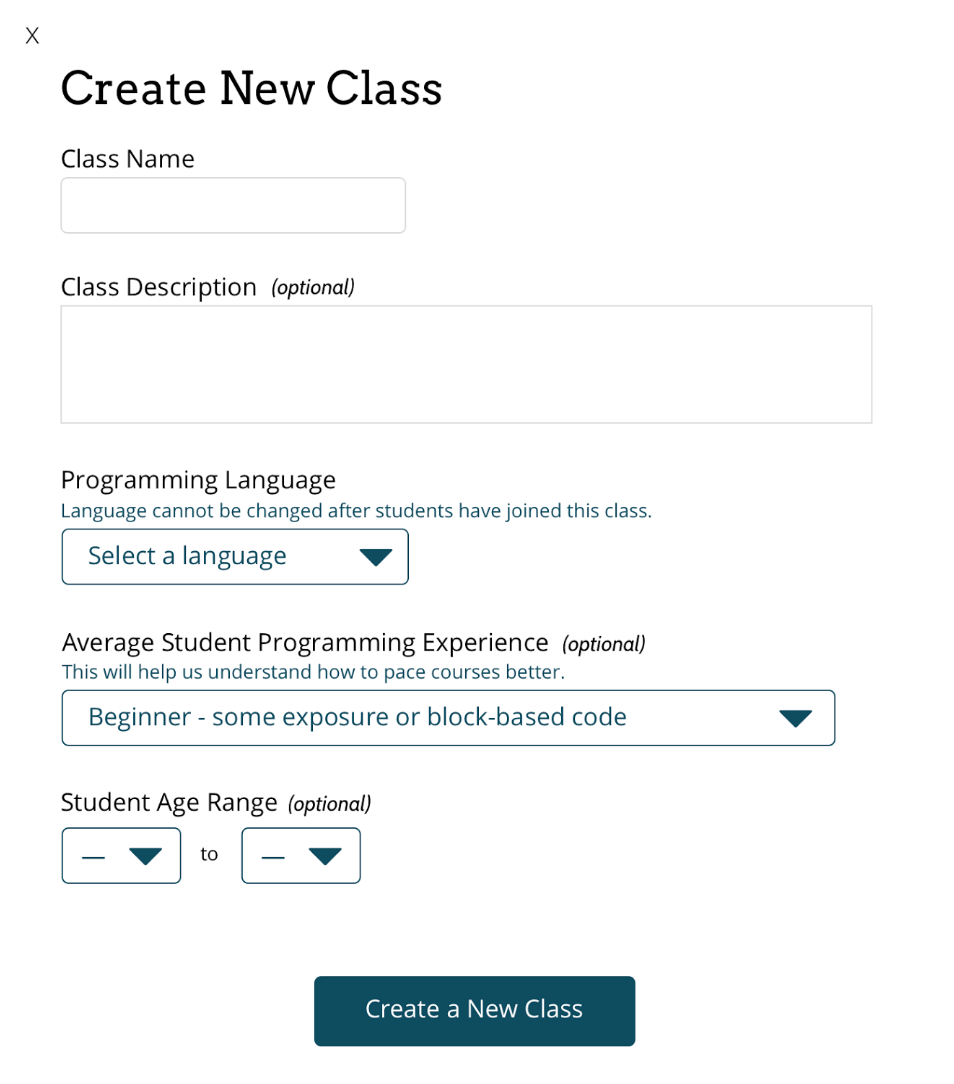 X
Create New Class
Class Name
Class Description (optional)
Programming Language
Language cannot be changed after students have joined this class.
Select a language
Average Student Programming Experience (optional)
This will help us understand how to pace courses better.
Beginner - some exposure or block-based code
Student Age Range (optional)
— to —
Create a New Class